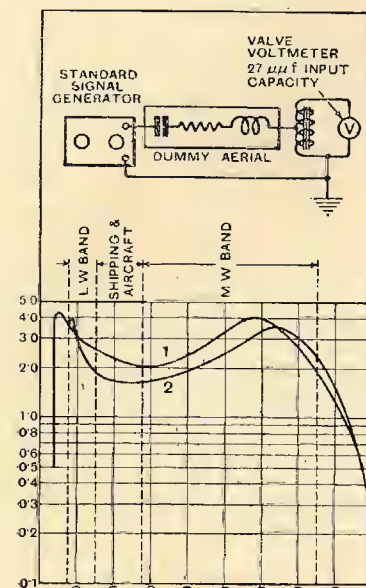 VALVE
VOLTMETER
27 μμf INPUT
CAPACITY
STANDARD
SIGNAL
GENERATOR
V
DUMMY AERIAL
L W BAND
SHIPPING &
AIRCRAFT
M W BAND
5·0
4·0
3·0
2·0
1·0
0·8
0·6
0·5
0·4
0·3
0·2
0·1
1
2